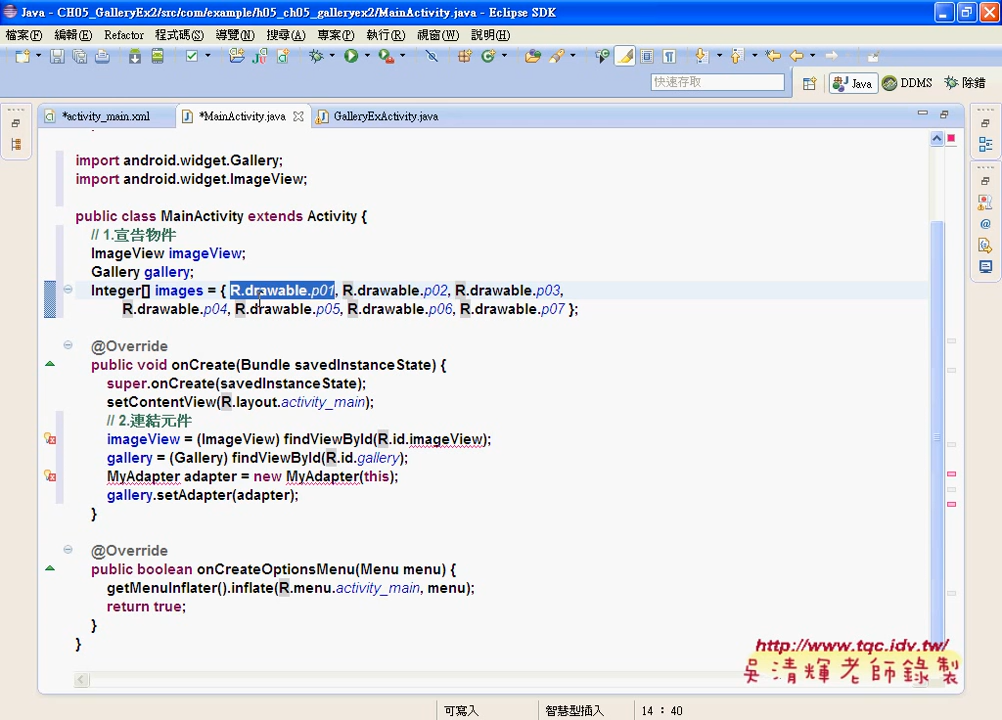 Java - CH05_GalleryEx2/src/com/example/h05_ch05_galleryex2/MainActivity.java - Eclipse SDK
檔案(F) 編輯(E) Refactor 程式碼(S) 導覽(N) 搜尋(A) 專案(P) 執行(R) 視窗(W) 說明(H)
快速存取 Java DDMS 除錯
*activity_main.xml *MainActivity.java GalleryExActivity.java
import android.widget.Gallery;
import android.widget.ImageView;
public class MainActivity extends Activity {
// 1.宣告物件
ImageView imageView;
Gallery gallery;
Integer[] images = { R.drawable.p01, R.drawable.p02, R.drawable.p03,
R.drawable.p04, R.drawable.p05, R.drawable.p06, R.drawable.p07 };
@Override
public void onCreate(Bundle savedInstanceState) {
super.onCreate(savedInstanceState);
setContentView(R.layout.activity_main);
// 2.連結元件
imageView = (ImageView) findViewById(R.id.imageView);
gallery = (Gallery) findViewById(R.id.gallery);
MyAdapter adapter = new MyAdapter(this);
gallery.setAdapter(adapter);
}
@Override
public boolean onCreateOptionsMenu(Menu menu) {
getMenuInflater().inflate(R.menu.activity_main, menu);
return true;
}
}
http://www.tqc.idv.tw/
吳清輝老師錄製
可寫入 智慧型插入 14 : 40